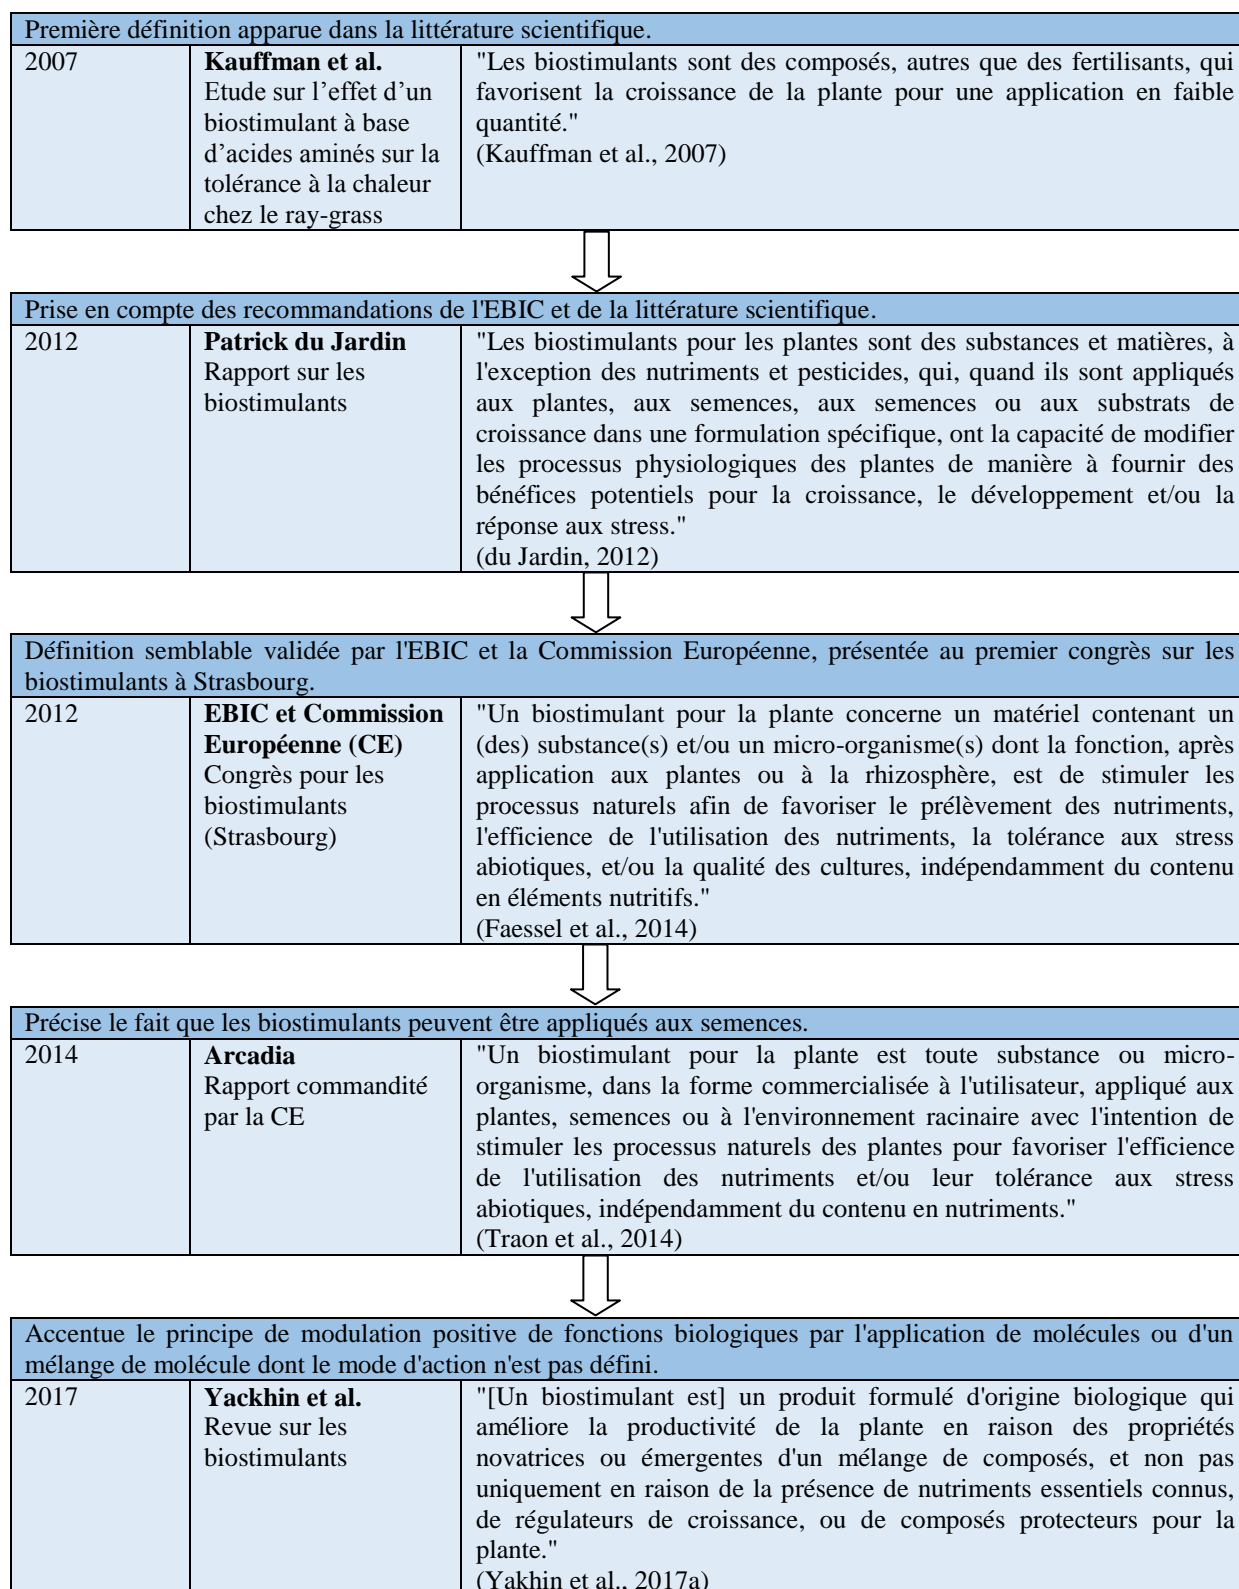 Première définition apparue dans la littérature scientifique.
2007
Kauffman et al.
Etude sur l'effet d'un
biostimulant à base
d'acides aminés sur la
tolérance à la chaleur
chez le ray-grass
"Les biostimulants sont des composés, autres que des fertilisants, qui
favorisent la croissance de la plante pour une application en faible
quantité."
(Kauffman et al., 2007)
Prise en compte des recommandations de l'EBIC et de la littérature scientifique.
2012
Patrick du Jardin
Rapport sur les
biostimulants
"Les biostimulants pour les plantes sont des substances et matières, à
l'exception des nutriments et pesticides, qui, quand ils sont appliqués
aux plantes, aux semences, aux semences ou aux substrats de
croissance dans une formulation spécifique, ont la capacité de modifier
les processus physiologiques des plantes de manière à fournir des
bénéfices potentiels pour la croissance, le développement et/ou la
réponse aux stress."
(du Jardin, 2012)
Définition semblable validée par l'EBIC et la Commission Européenne, présentée au premier congrès sur les
biostimulants à Strasbourg.
2012
EBIC et Commission
Européenne (CE)
Congrès pour les
biostimulants
(Strasbourg)
"Un biostimulant pour la plante concerne un matériel contenant un
(des) substance(s) et/ou un micro-organisme(s) dont la fonction, après
application aux plantes ou à la rhizosphère, est de stimuler les
processus naturels afin de favoriser le prélèvement des nutriments,
l'efficience de l'utilisation des nutriments, la tolérance aux stress
abiotiques, et/ou la qualité des cultures, indépendamment du contenu
en éléments nutritifs."
(Faessel et al., 2014)
Précise le fait que les biostimulants peuvent être appliqués aux semences.
2014
Arcadia
Rapport commandité
par la CE
"Un biostimulant pour la plante est toute substance ou micro-
organisme, dans la forme commercialisée à l'utilisateur, appliqué aux
plantes, semences ou à l'environnement racinaire avec l'intention de
stimuler les processus naturels des plantes pour favoriser l'efficience
de l'utilisation des nutriments et/ou leur tolérance aux stress
abiotiques, indépendamment du contenu en nutriments."
(Traon et al., 2014)
Accentue le principe de modulation positive de fonctions biologiques par l'application de molécules ou d'un
mélange de molécule dont le mode d'action n'est pas défini.
2017
Yackhin et al.
Revue sur les
biostimulants
"[Un biostimulant est] un produit formulé d'origine biologique qui
améliore la productivité de la plante en raison des propriétés
novatrices ou émergentes d'un mélange de composés, et non pas
uniquement en raison de la présence de nutriments essentiels connus,
de régulateurs de croissance, ou de composés protecteurs pour la
plante."
(Yakhin et al., 2017a)